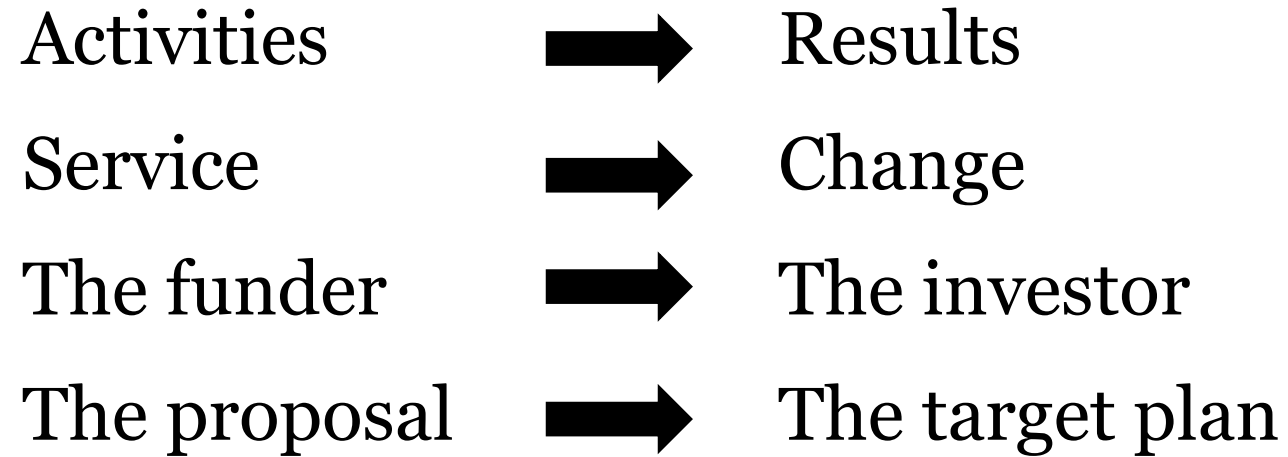 Activities Results
Service Change
The funder The investor
The proposal The target plan